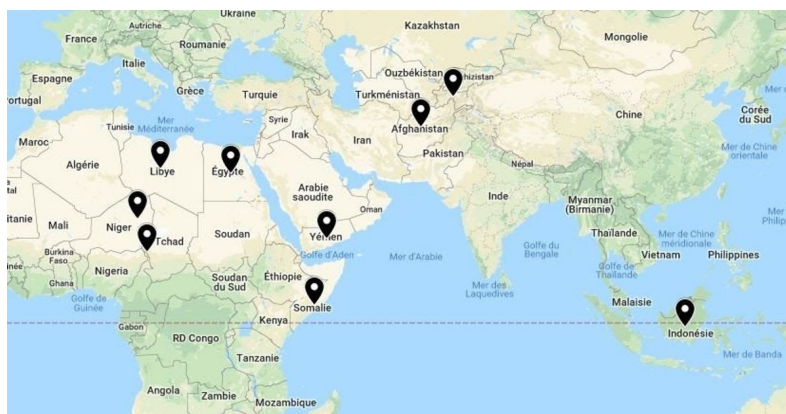 Ukraine
Autriche
Kazakhstan
France
Roumanie
Mongolie
Italie
Ouzbékistan
hizistan
Espagne
Grèce
Turquie
Turkménistan
ortugal
Mer
Méditerranée
Tunisie
Syrie
Chine
Corée
du Sud
Maroc
Irak
Iran
Afghanistan
Mer de Chine
orientale
Algérie
Libye
Égypte
Pakistan
Népal
Arabie
saoudite
Oman
Inde
Myanmar
(Birmanie)
itanie
Mali
Niger
Tchad
Soudan
Yémen
Thaïlande
Mer de Chine
méridionale
Philippines
Burkina
Faso
Golfe d'Aden
Mer d'Arabie
Golfe du
Bengale
Vietnam
inée
Ghana
Nigeria
Soudan
du Sud
Éthiopie
Golfe de
Thaïlande
Mer des
Laquedives
Golfe de
Guinée
Somalie
Malaisie
Gabon
Kenya
RD Congo
Indonésie
Tanzanie
Mer de Banda
Angola
Zambie
Mozambique